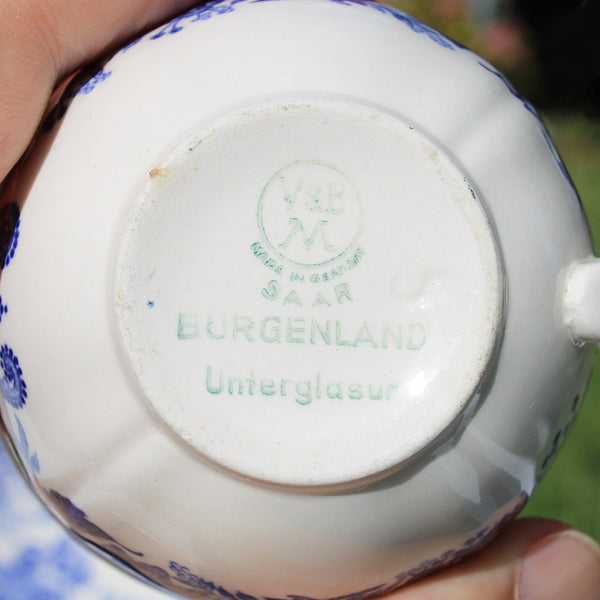 V&B
M
MADE IN GERMANY
SAAR
BURGENLAND
Unterglasur